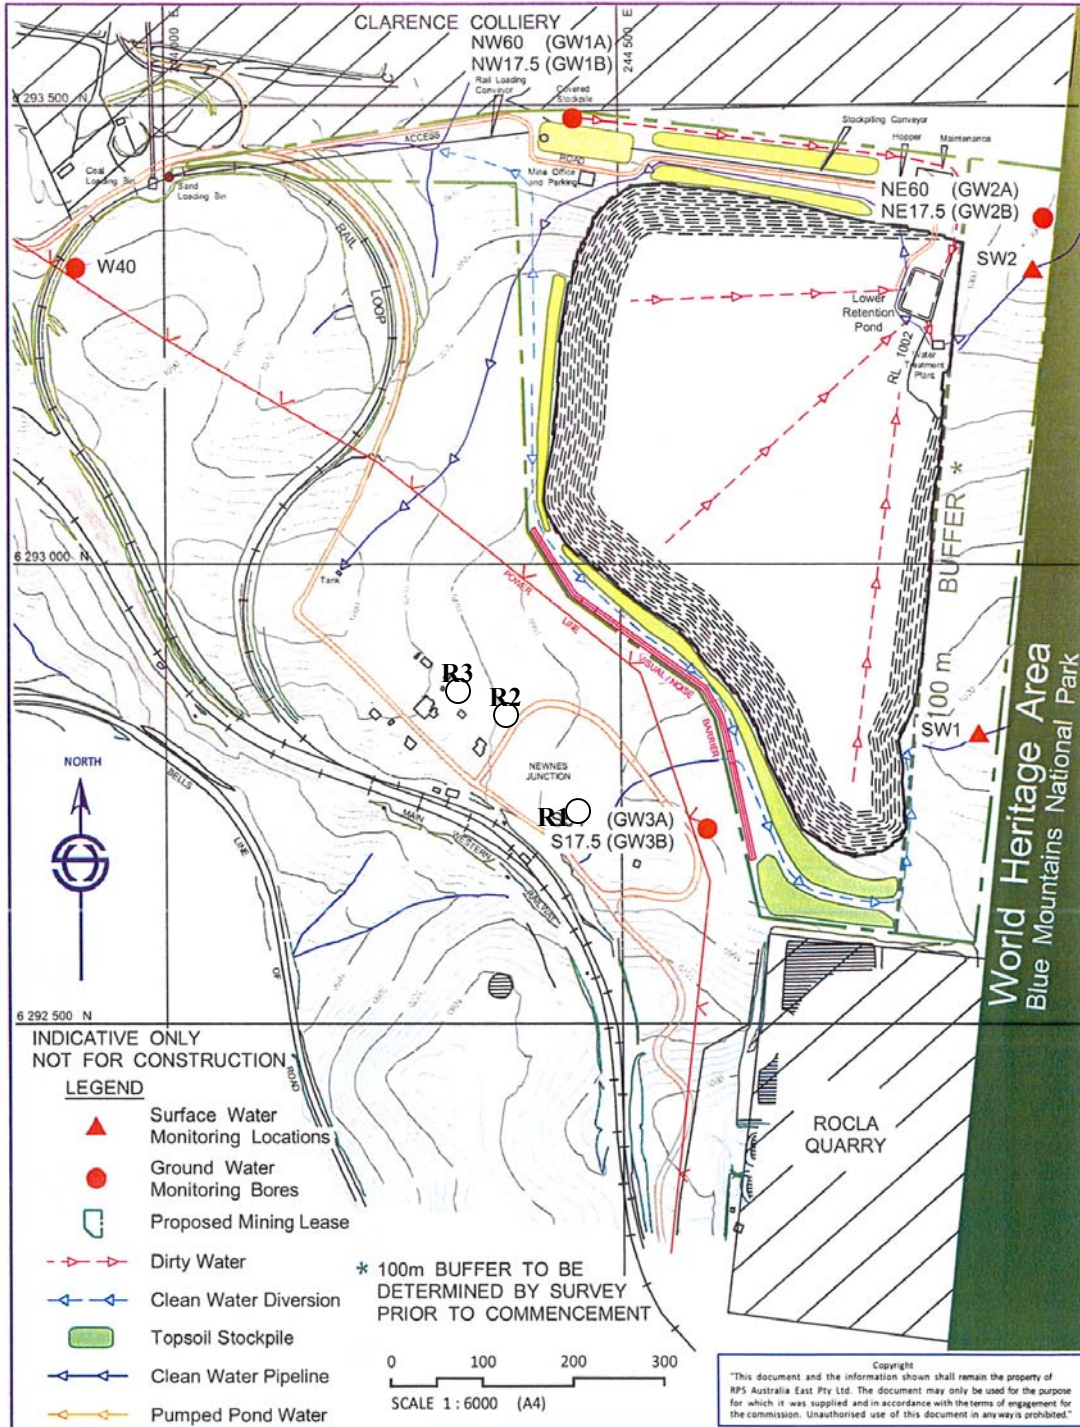 CLARENCE COLLIERY
NW60 (GW1A)
NW17.5 (GW1B)
244 000 E
244 500 E
Rail Loading
Conveyor
Covered
Stockpile
6 293 500 N
ACCESS
ROAD
Stockpiling Conveyor
Hopper
Maintenance
Coal
Loading Bin
Sand
Loading Bin
Mine Office
and Parking
NE60 (GW2A)
NE17.5 (GW2B)
RAIL
LOOP
W40
SW2
Lower
Retention
Pond
RL 1002
Water
Treatment
Plant
100 m BUFFER *
6 293 000 N
Tank
POWER
LINE
VISUAL / NOISE
BARRIER
R3
R2
World Heritage Area
Blue Mountains National Park
SW1
NORTH
NEWNES
JUNCTION
BELLS
LINE
OF
ROAD
MAIN
WESTERN
RAILWAY
R1
(GW3A)
S17.5 (GW3B)
6 292 500 N
ROCLA
QUARRY
INDICATIVE ONLY
NOT FOR CONSTRUCTION
LEGEND
Surface Water
Monitoring Locations
Ground Water
Monitoring Bores
Proposed Mining Lease
Dirty Water
Clean Water Diversion
Topsoil Stockpile
Clean Water Pipeline
Pumped Pond Water
* 100m BUFFER TO BE
DETERMINED BY SURVEY
PRIOR TO COMMENCEMENT
0 100 200 300
SCALE 1 : 6000 (A4)
Copyright
"This document and the information shown shall remain the property of
RPS Australia East Pty Ltd. The document may only be used for the purpose
for which it was supplied and in accordance with the terms of engagement for
the commission. Unauthorised use of this document in any way is prohibited."